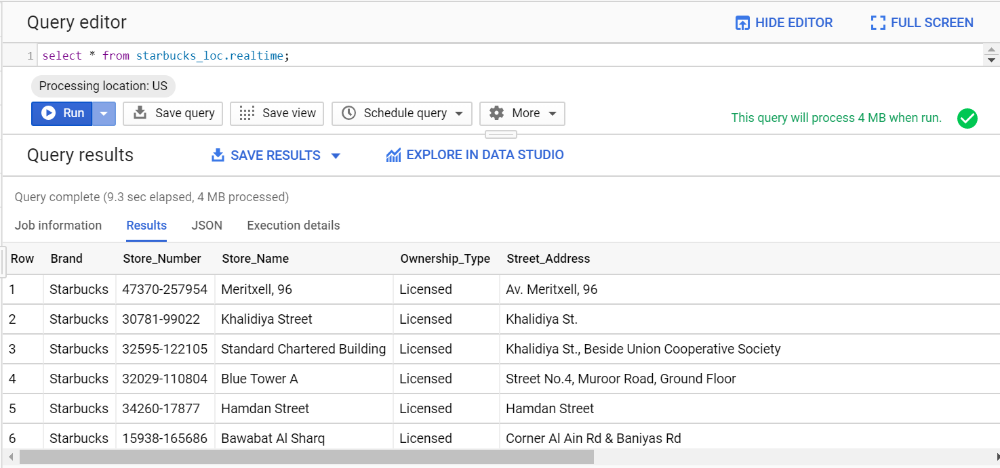 Query editor HIDE EDITOR FULL SCREEN
1 select * from starbucks_loc.realtime;
Processing location: US
Run Save query Save view Schedule query More This query will process 4 MB when run.
Query results SAVE RESULTS EXPLORE IN DATA STUDIO
Query complete (9.3 sec elapsed, 4 MB processed)
Job information Results JSON Execution details
Row Brand Store_Number Store_Name Ownership_Type Street_Address
1 Starbucks 47370-257954 Meritxell, 96 Licensed Av. Meritxell, 96
2 Starbucks 30781-99022 Khalidiya Street Licensed Khalidiya St.
3 Starbucks 32595-122105 Standard Chartered Building Licensed Khalidiya St., Beside Union Cooperative Society
4 Starbucks 32029-110804 Blue Tower A Licensed Street No.4, Muroor Road, Ground Floor
5 Starbucks 34260-17877 Hamdan Street Licensed Hamdan Street
6 Starbucks 15938-165686 Bawabat Al Sharq Licensed Corner Al Ain Rd & Baniyas Rd